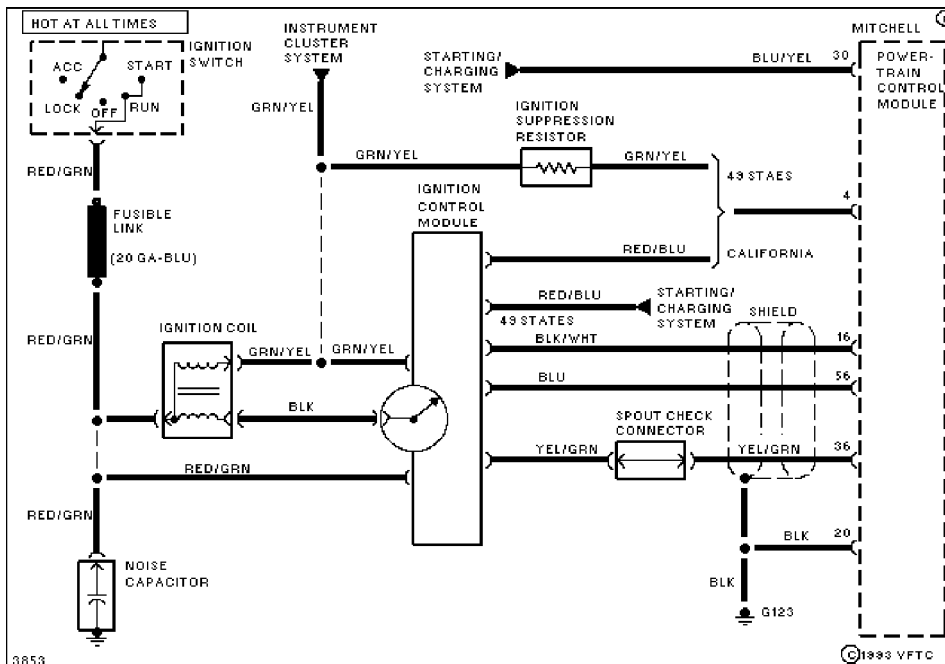 HOT AT ALL TIMES
IGNITION
SWITCH
ACC
START
LOCK
OFF
RUN
INSTRUMENT
CLUSTER
SYSTEM
GRN/YEL
STARTING/
CHARGING
SYSTEM
BLU/YEL
30
MITCHELL
POWER-
TRAIN
CONTROL
MODULE
IGNITION
SUPPRESSION
RESISTOR
RED/GRN
GRN/YEL
GRN/YEL
49 STAES
4
FUSIBLE
LINK
(20 GA-BLU)
IGNITION
CONTROL
MODULE
RED/BLU
CALIFORNIA
RED/BLU
49 STATES
STARTING/
CHARGING
SYSTEM
SHIELD
RED/GRN
IGNITION COIL
GRN/YEL
GRN/YEL
BLK/WHT
16
BLU
56
BLK
SPOUT CHECK
CONNECTOR
YEL/GRN
YEL/GRN
36
RED/GRN
RED/GRN
BLK
20
NOISE
CAPACITOR
BLK
G123
3853
©1993 VFTC